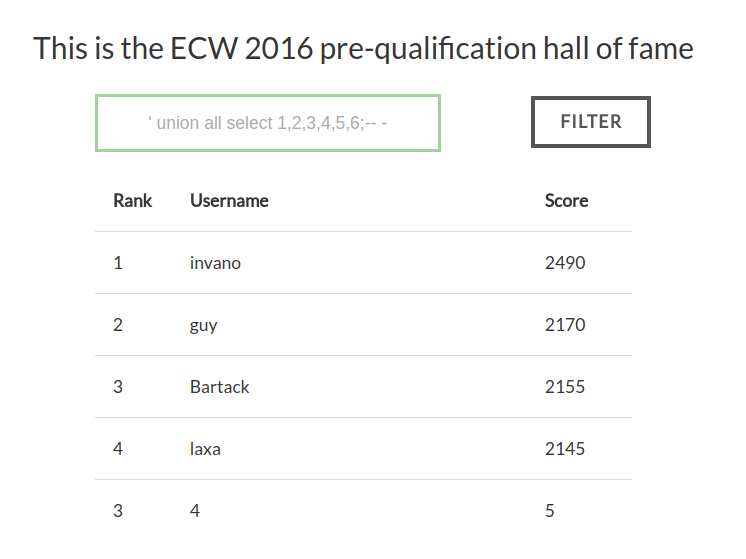 This is the ECW 2016 pre-qualification hall of fame
' union all select 1,2,3,4,5,6;-- -
FILTER
Rank Username Score
1 invano 2490
2 guy 2170
3 Bartack 2155
4 laxa 2145
3 4 5